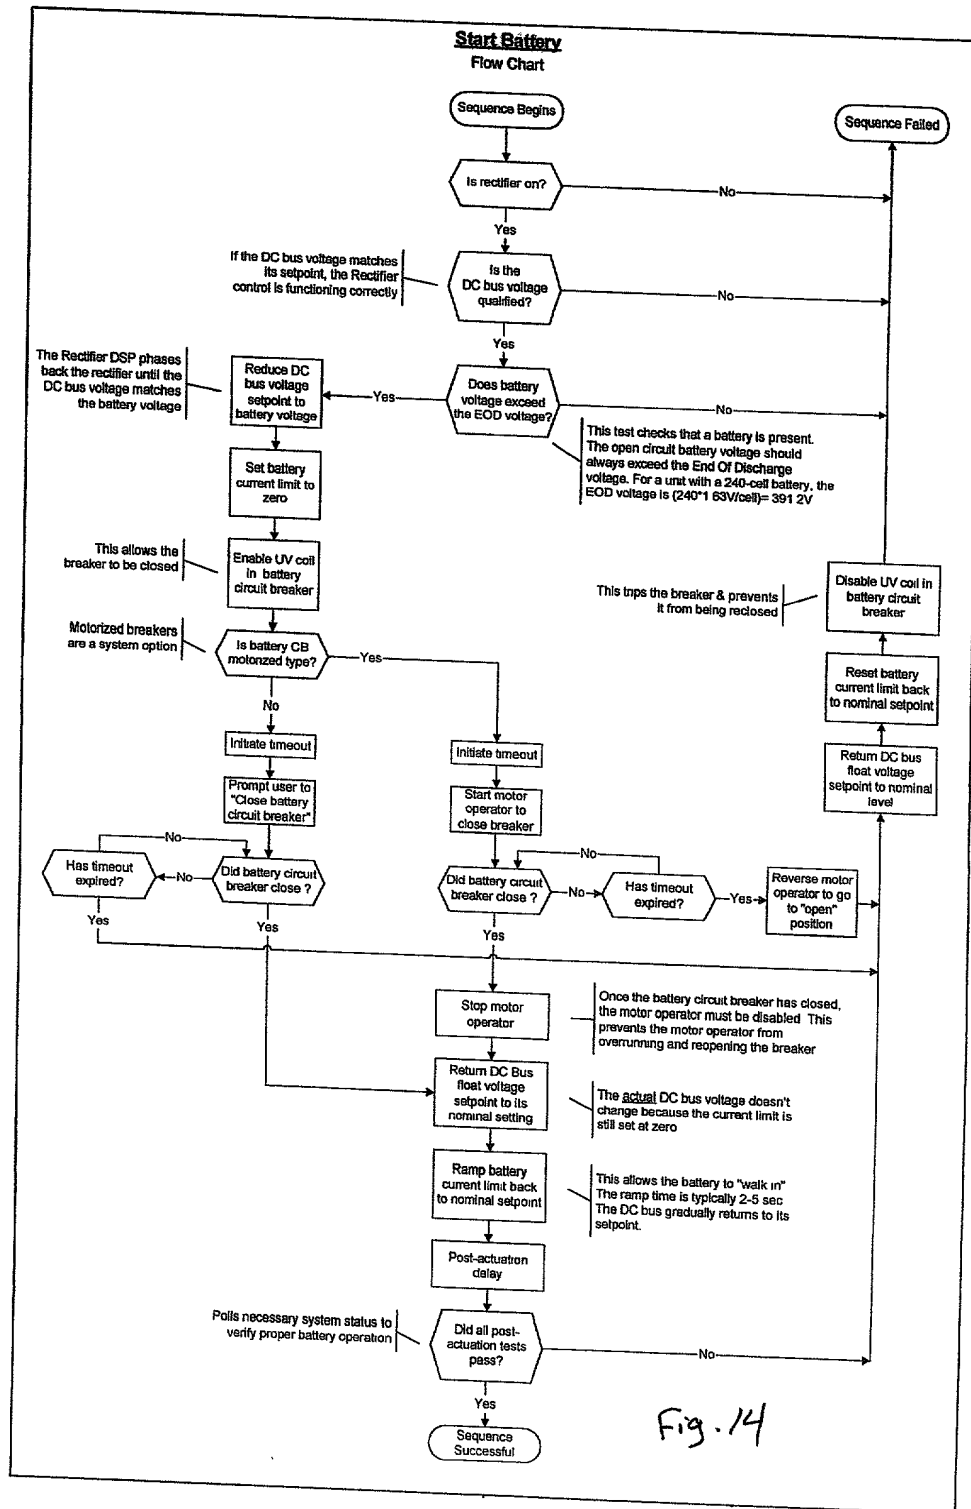 Start Battery
Flow Chart
Sequence Begins
Sequence Failed
Is rectifier on?
No
Yes
If the DC bus voltage matches
its setpoint, the Rectifier
control is functioning correctly
Is the
DC bus voltage
qualified?
No
Yes
The Rectifier DSP phases
back the rectifier until the
DC bus voltage matches
the battery voltage
Reduce DC
bus voltage
setpoint to
battery voltage
Yes
Does battery
voltage exceed
the EOD voltage?
No
This test checks that a battery is present.
The open circuit battery voltage should
always exceed the End Of Discharge
voltage. For a unit with a 240-cell battery, the
EOD voltage is (240*1 63V/cell)= 391 2V
Set battery
current limit to
zero
This allows the
breaker to be closed
Enable UV coil
in battery
circuit breaker
This trips the breaker & prevents
it from being reclosed
Disable UV coil in
battery circuit
breaker
Motorized breakers
are a system option
Is battery CB
motorized type?
Yes
No
Reset battery
current limit back
to nominal setpoint
Initiate timeout
Initiate timeout
Return DC bus
float voltage
setpoint to nominal
level
Prompt user to
"Close battery
circuit breaker"
Start motor
operator to
close breaker
No
No
Has timeout
expired?
No
Did battery circuit
breaker close ?
Did battery circuit
breaker close ?
No
Has timeout
expired?
Yes
Reverse motor
operator to go
to "open"
position
Yes
Yes
Yes
Stop motor
operator
Once the battery circuit breaker has closed,
the motor operator must be disabled This
prevents the motor operator from
overrunning and reopening the breaker
Return DC Bus
float voltage
setpoint to its
nominal setting
The actual DC bus voltage doesn't
change because the current limit is
still set at zero
Ramp battery
current limit back
to nominal setpoint
This allows the battery to "walk in"
The ramp time is typically 2-5 sec
The DC bus gradually returns to its
setpoint.
Post-actuation
delay
Polls necessary system status to
verify proper battery operation
Did all post-
actuation tests
pass?
No
Yes
Sequence
Successful
Fig. 14